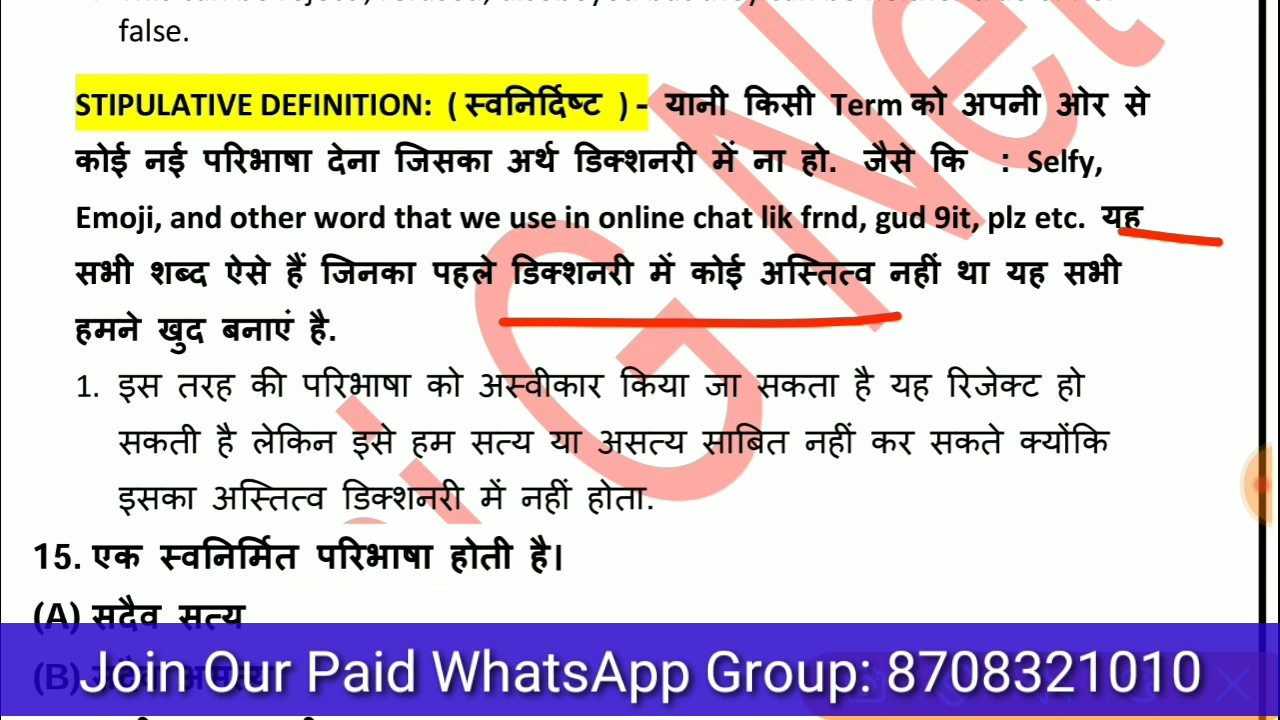 false.
STIPULATIVE DEFINITION: ( स्वनिर्दिष्ट ) - यानी किसी Term को अपनी ओर से
कोई नई परिभाषा देना जिसका अर्थ डिक्शनरी में ना हो. जैसे कि : Selfy,
Emoji, and other word that we use in online chat lik frnd, gud 9it, plz etc. यह
सभी शब्द ऐसे हैं जिनका पहले डिक्शनरी में कोई अस्तित्व नहीं था यह सभी
हमने खुद बनाएं है.
1. इस तरह की परिभाषा को अस्वीकार किया जा सकता है यह रिजेक्ट हो
सकती है लेकिन इसे हम सत्य या असत्य साबित नहीं कर सकते क्योंकि
इसका अस्तित्व डिक्शनरी में नहीं होता.
15. एक स्वनिर्मित परिभाषा होती है।
(A) सदैव सत्य
(B)
Join Our Paid WhatsApp Group: 8708321010